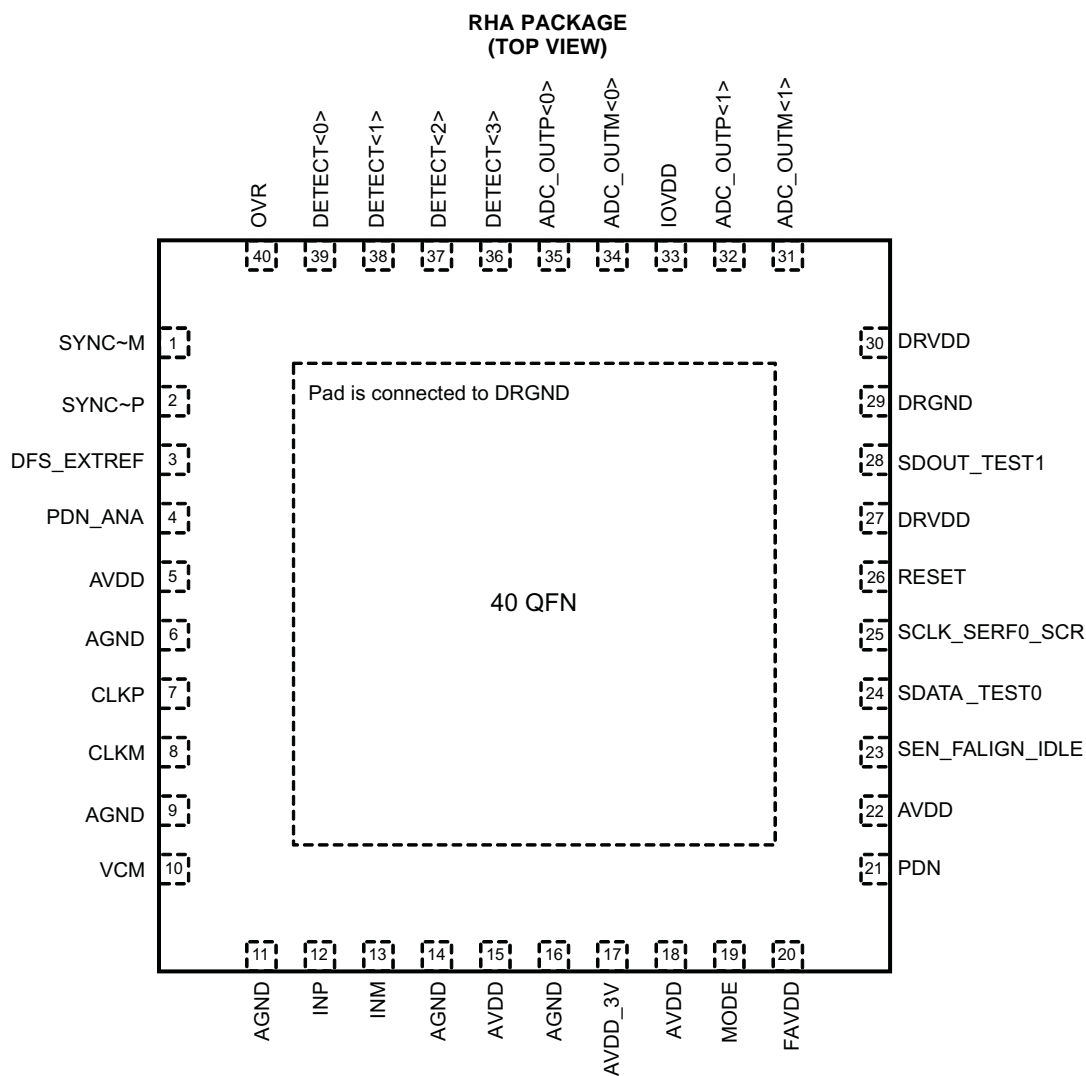 RHA PACKAGE
(TOP VIEW)
OVR
DETECT<0>
DETECT<1>
DETECT<2>
DETECT<3>
ADC_OUTP<0>
ADC_OUTM<0>
IOVDD
ADC_OUTP<1>
ADC_OUTM<1>
40 39 38 37 36 35 34 33 32 31
SYNC~M 1
30 DRVDD
SYNC~P 2
29 DRGND
DFS_EXTREF 3
28 SDOUT_TEST1
PDN_ANA 4
27 DRVDD
AVDD 5
26 RESET
AGND 6
25 SCLK_SERF0_SCR
CLKP 7
24 SDATA_TEST0
CLKM 8
23 SEN_FALIGN_IDLE
AGND 9
22 AVDD
VCM 10
21 PDN
Pad is connected to DRGND
40 QFN
11 12 13 14 15 16 17 18 19 20
AGND
INP
INM
AGND
AVDD
AGND
AVDD_3V
AVDD
MODE
FAVDD